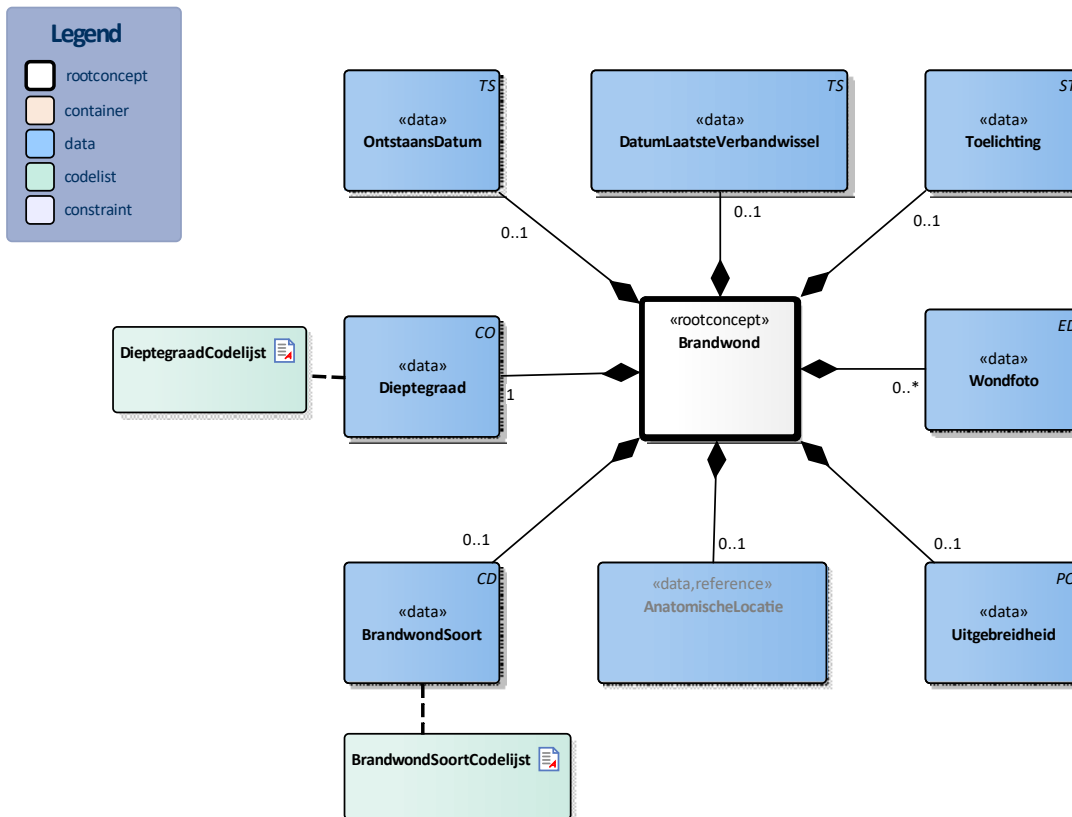 Legend
rootconcept
container
data
codelist
constraint
TS
«data»
OntstaansDatum
TS
«data»
DatumLaatsteVerbandwissel
ST
«data»
Toelichting
0..1
0..1
0..1
«rootconcept»
Brandwond
DieptegraadCodelijst
CO
«data»
Dieptegraad
1
ED
«data»
Wondfoto
0..*
0..1
0..1
0..1
CD
«data»
BrandwondSoort
«data,reference»
AnatomischeLocatie
«data»
Uitgebreidheid
BrandwondSoortCodelijst